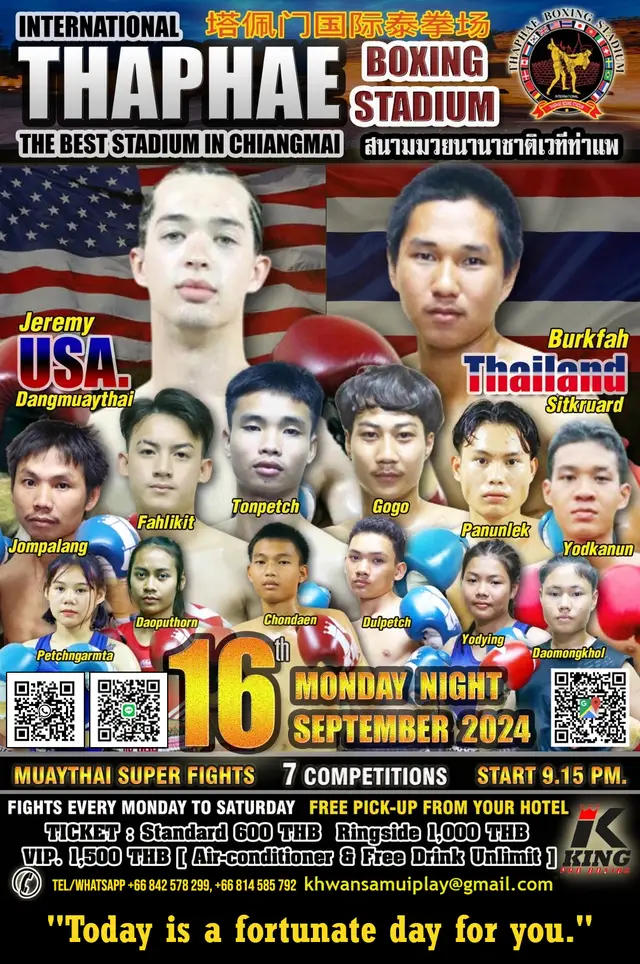 INTERNATIONAL
塔佩门国际泰拳场
THAPHAE
BOXING
STADIUM
THE BEST STADIUM IN CHIANGMAI
สนามมวยนานาชาติเวทีท่าแพ
THAPHAE BOXING STADIUM
INTERNATIONAL
Jeremy
USA.
Dangmuaythai
Burkfah
Thailand
Sitkruard
Jompalang
Fahlikit
Tonpetch
Gogo
Panunlek
Yodkanun
Petchngarmta
Daoputhorn
Chondaen
Dulpetch
Yodying
Daomongkhol
16th
MONDAY NIGHT
SEPTEMBER 2024
MUAYTHAI SUPER FIGHTS 7 COMPETITIONS START 9.15 PM.
FIGHTS EVERY MONDAY TO SATURDAY FREE PICK-UP FROM YOUR HOTEL
TICKET : Standard 600 THB Ringside 1,000 THB
VIP. 1,500 THB [ Air-conditioner & Free Drink Unlimit ]
K
KING
TEL/WHATSAPP +66 842 578 299, +66 814 585 792 khwansamuiplay@gmail.com
"Today is a fortunate day for you."